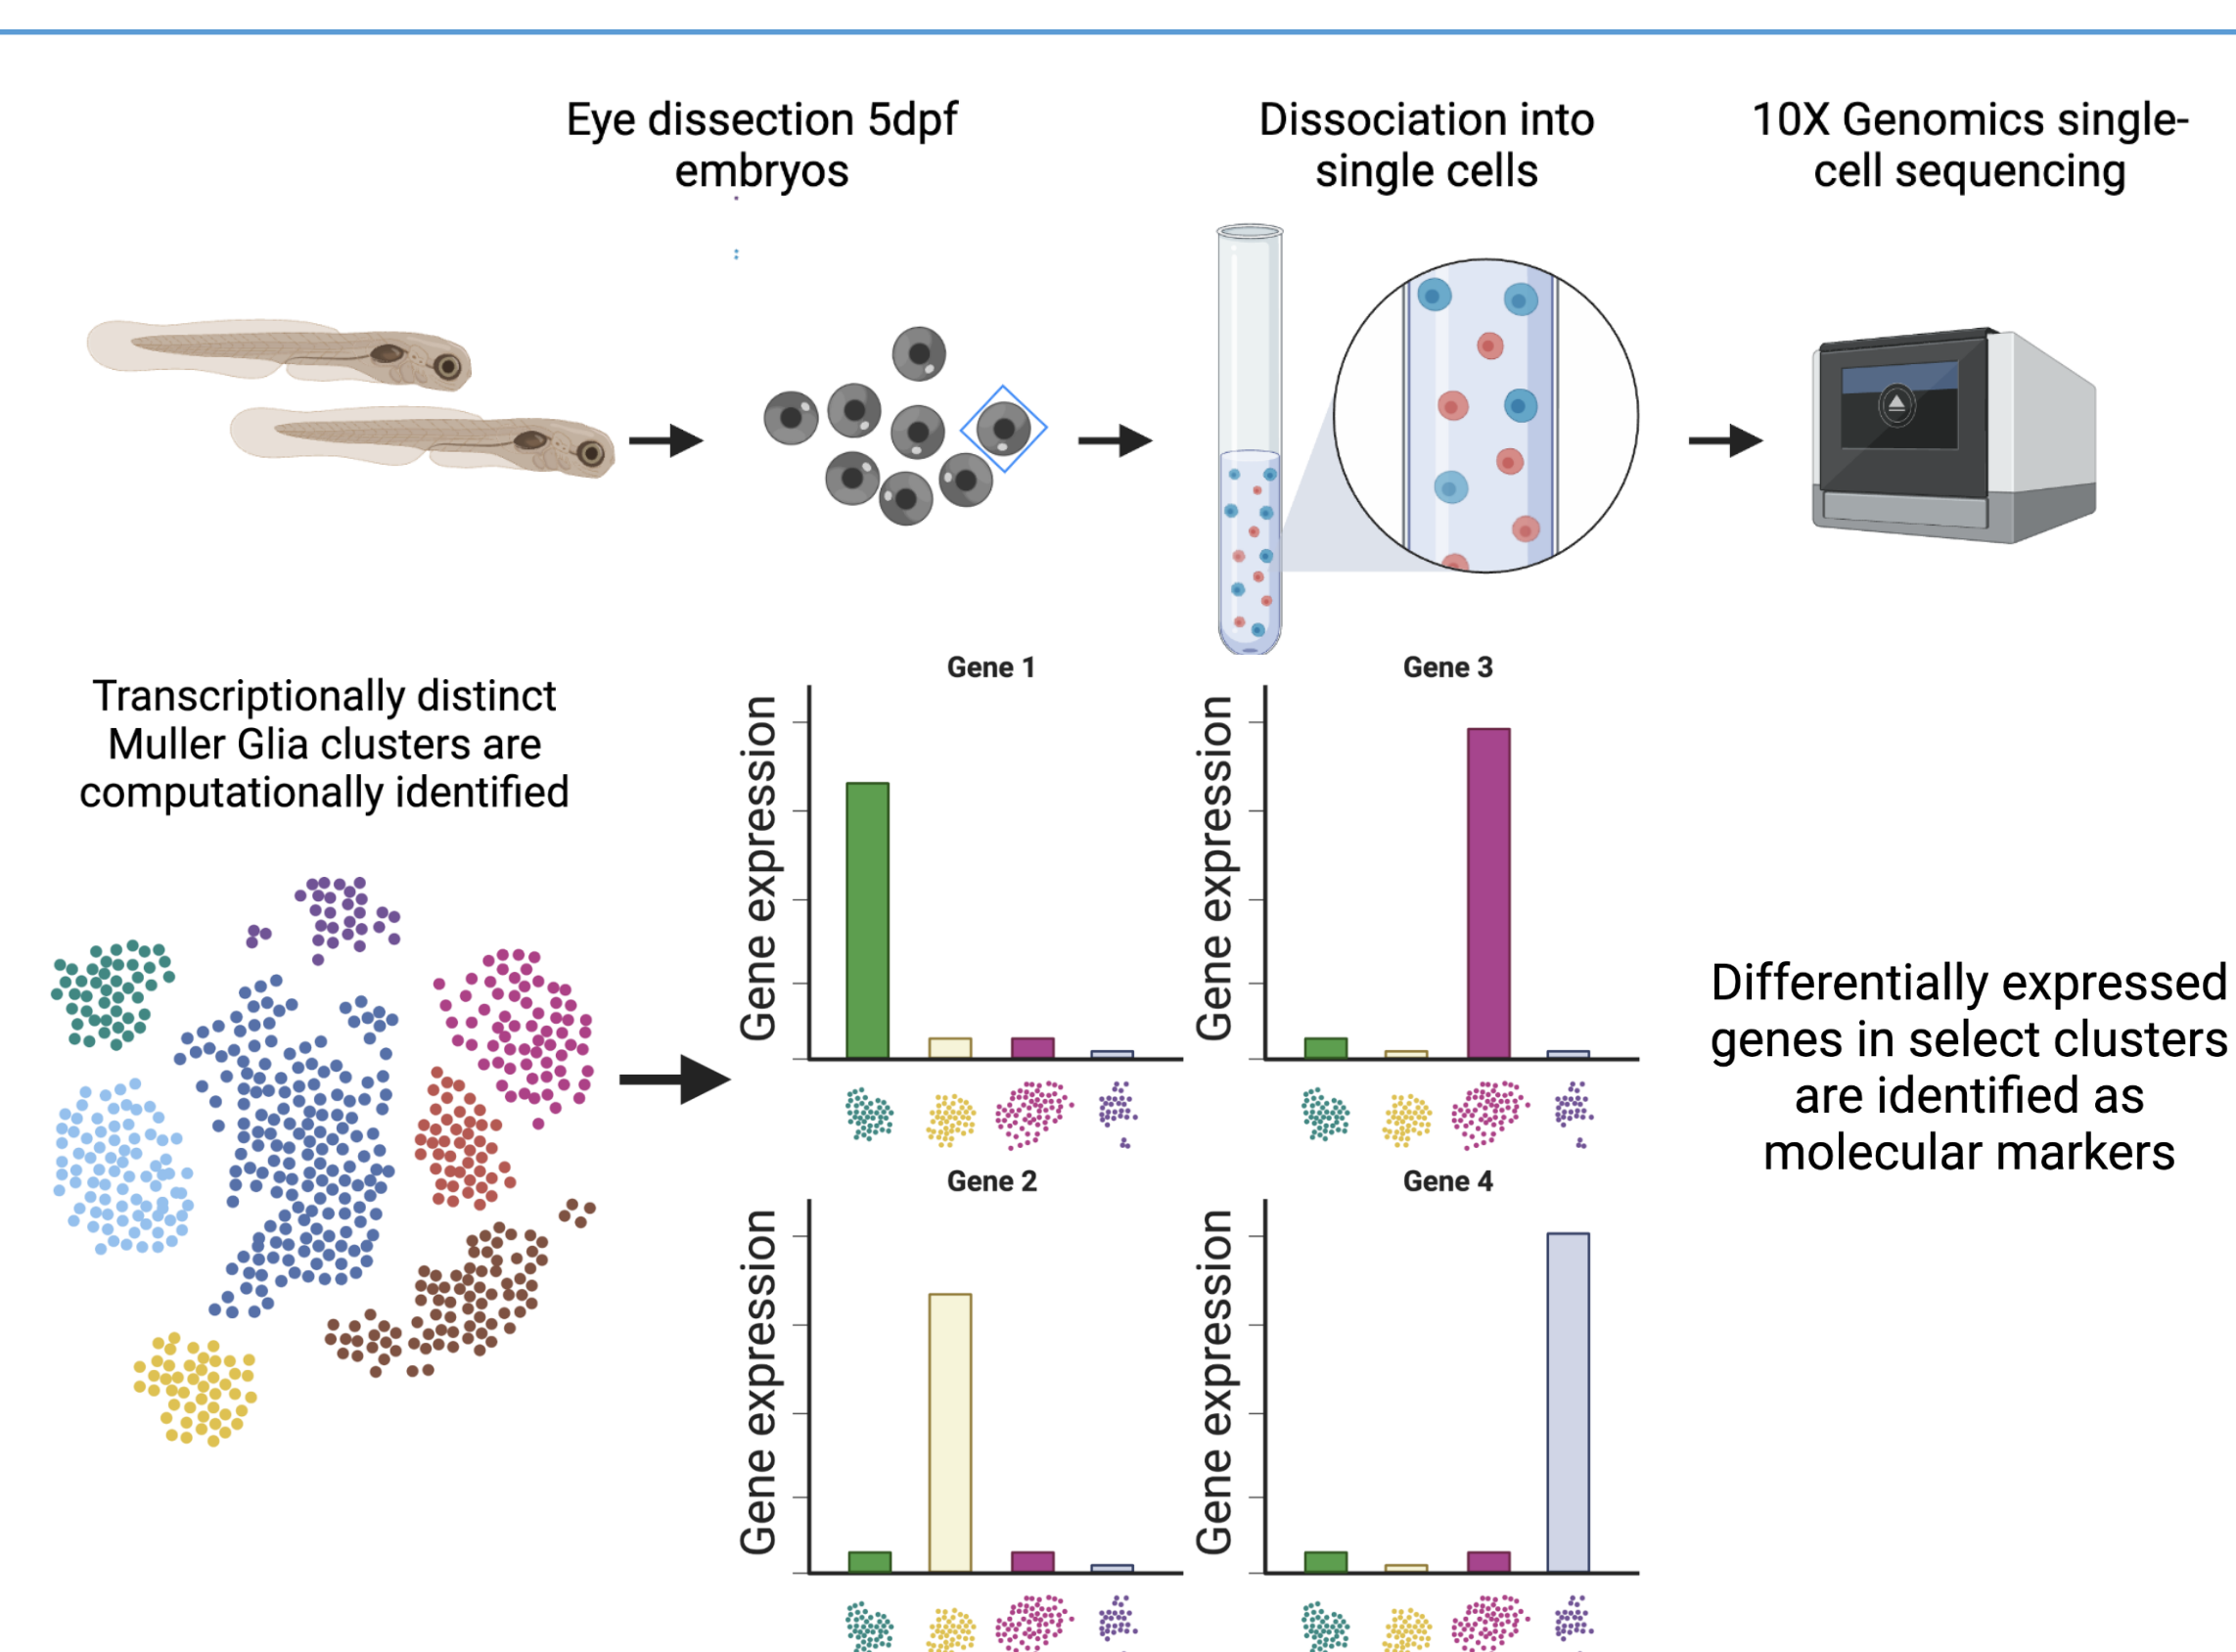 Eye dissection 5dpf
embryos
Dissociation into
single cells
10X Genomics single-
cell sequencing
Transcriptionally distinct
Muller Glia clusters are
computationally identified
Gene 1
Gene expression
Gene 3
Gene expression
Gene 2
Gene expression
Gene 4
Gene expression
Differentially expressed
genes in select clusters
are identified as
molecular markers